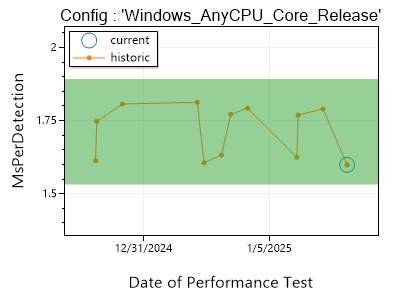 Config : 'Windows_AnyCPU_Core_Release'
current
historic
2
1.75
1.5
MsPerDetection
12/31/2024
1/5/2025
Date of Performance Test